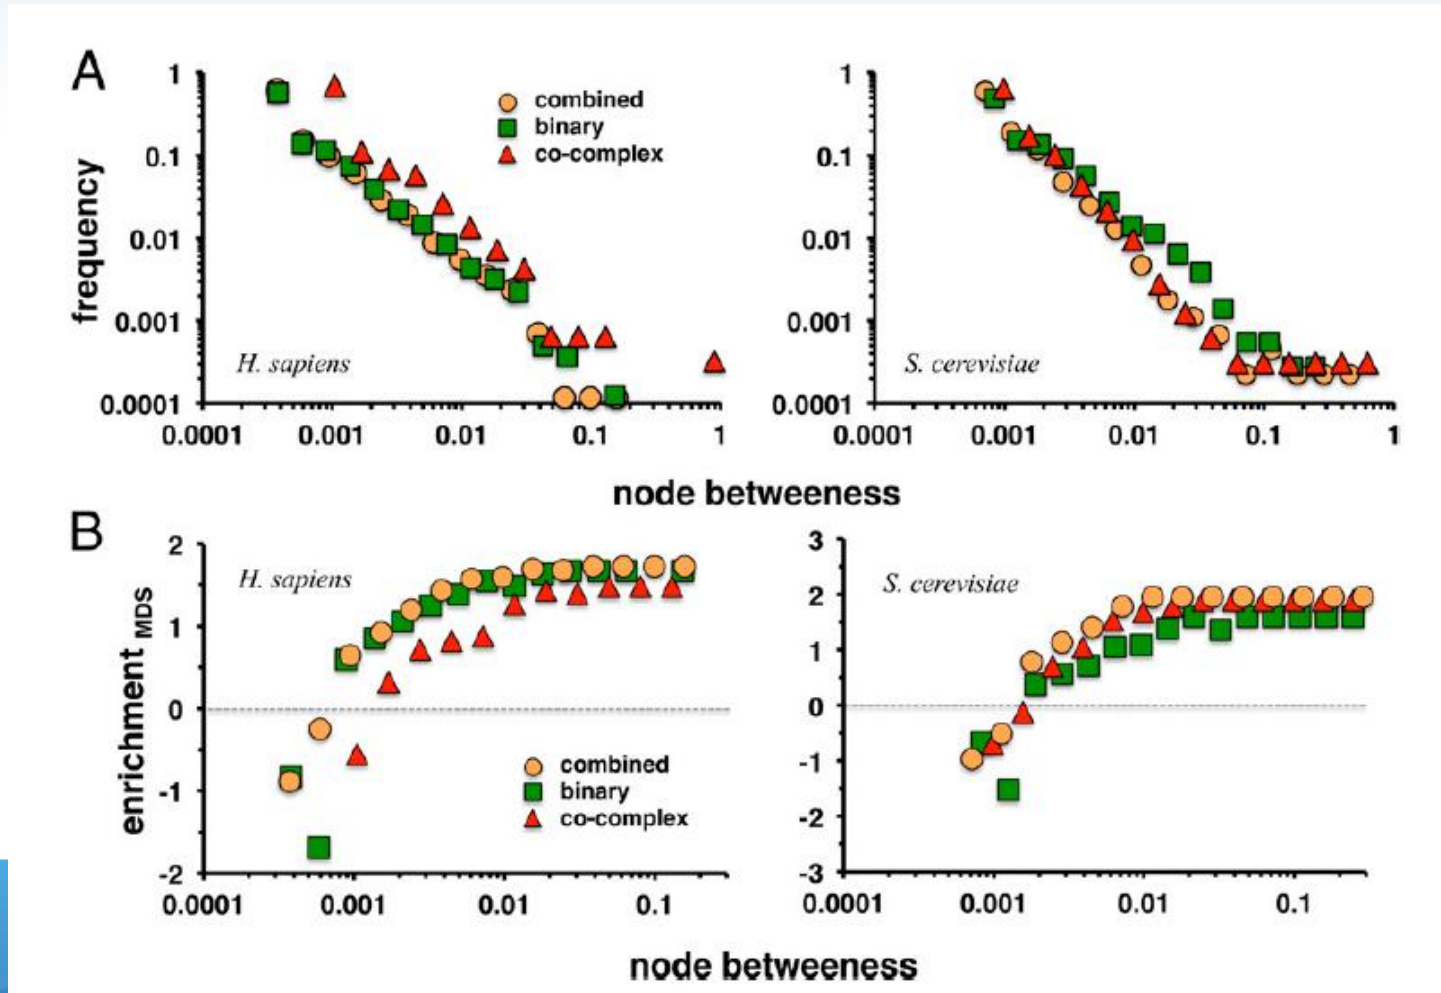 A
frequency
1
0.1
0.01
0.001
0.0001
combined
binary
co-complex
H. sapiens
0.0001 0.001 0.01 0.1 1
1
0.1
0.01
0.001
0.0001
S. cerevisiae
0.0001 0.001 0.01 0.1 1
node betweeness
B
enrichment MDS
2
1
0
-1
-2
H. sapiens
combined
binary
co-complex
0.0001 0.001 0.01 0.1
3
2
1
0
-1
-2
-3
S. cerevisiae
0.0001 0.001 0.01 0.1
node betweeness